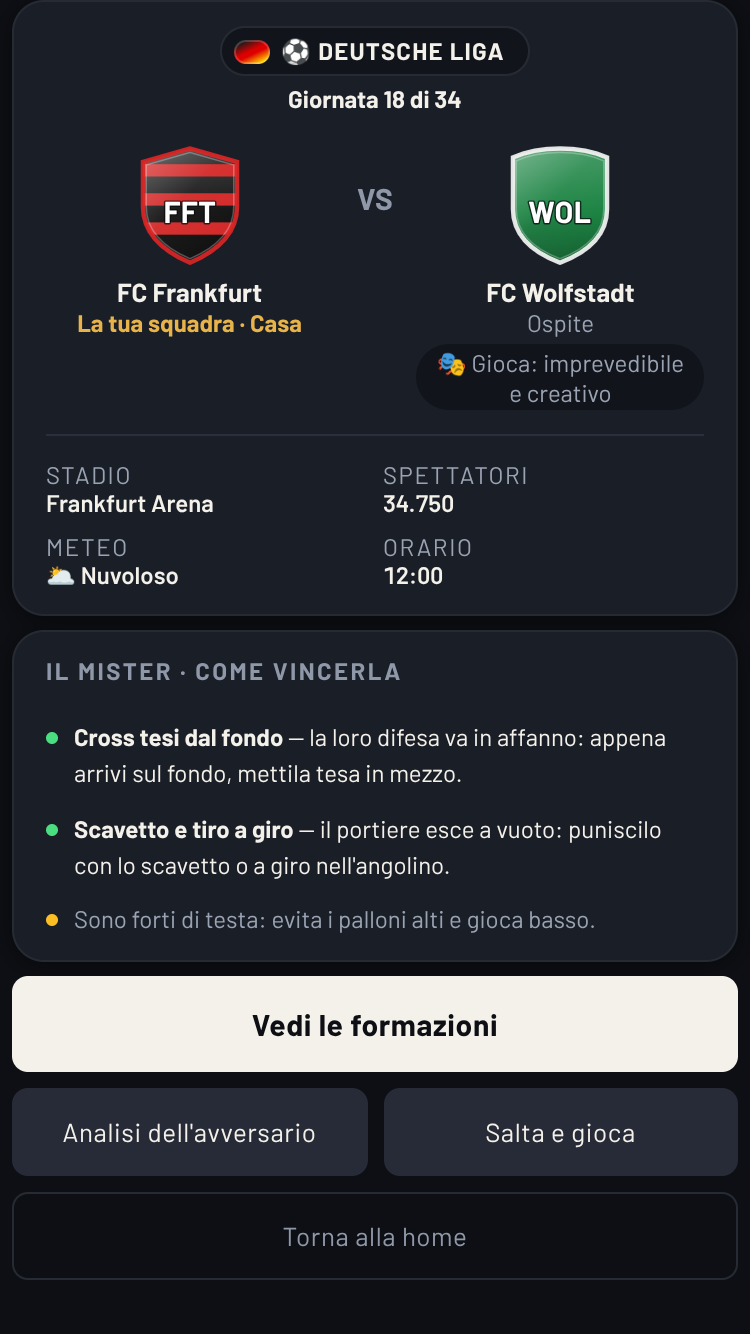 DEUTSCHE LIGA
Giornata 18 di 34
FFT
VS
WOL
FC Frankfurt
La tua squadra · Casa
FC Wolfstadt
Ospite
Gioca: imprevedibile
e creativo
STADIO
Frankfurt Arena
SPETTATORI
34.750
METEO
Nuvoloso
ORARIO
12:00
IL MISTER · COME VINCERLA
Cross tesi dal fondo — la loro difesa va in affanno: appena
arrivi sul fondo, mettila tesa in mezzo.
Scavetto e tiro a giro — il portiere esce a vuoto: puniscilo
con lo scavetto o a giro nell'angolino.
Sono forti di testa: evita i palloni alti e gioca basso.
Vedi le formazioni
Analisi dell'avversario
Salta e gioca
Torna alla home